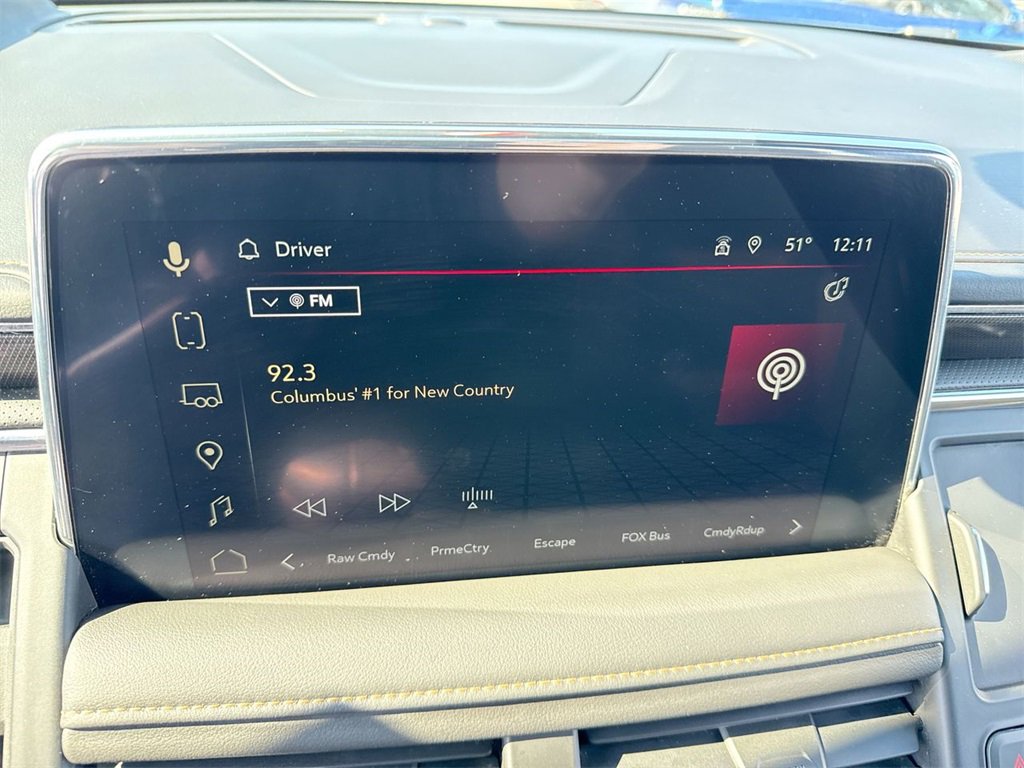 Driver
51° 12:11
FM
92.3
Columbus' #1 for New Country
Raw Cmdy PrmeCtry Escape FOX Bus CmdyRdup